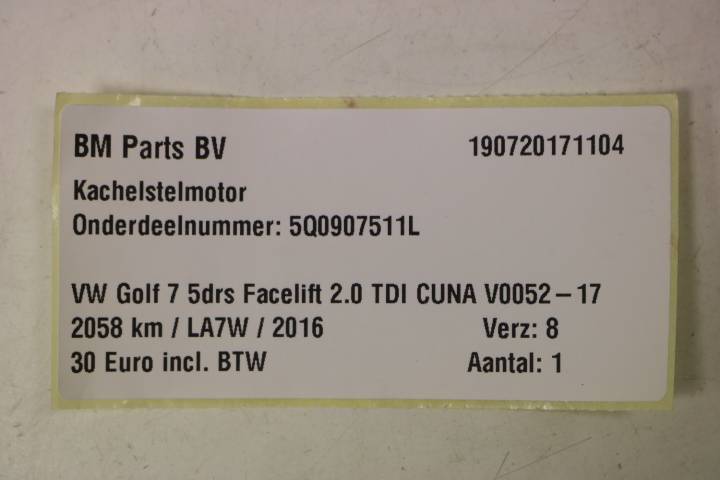 BM Parts BV 190720171104
Kachelstelmotor
Onderdeelnummer: 5Q0907511L
VW Golf 7 5drs Facelift 2.0 TDI CUNA V0052-17
2058 km / LA7W / 2016 Verz: 8
30 Euro incl. BTW Aantal: 1